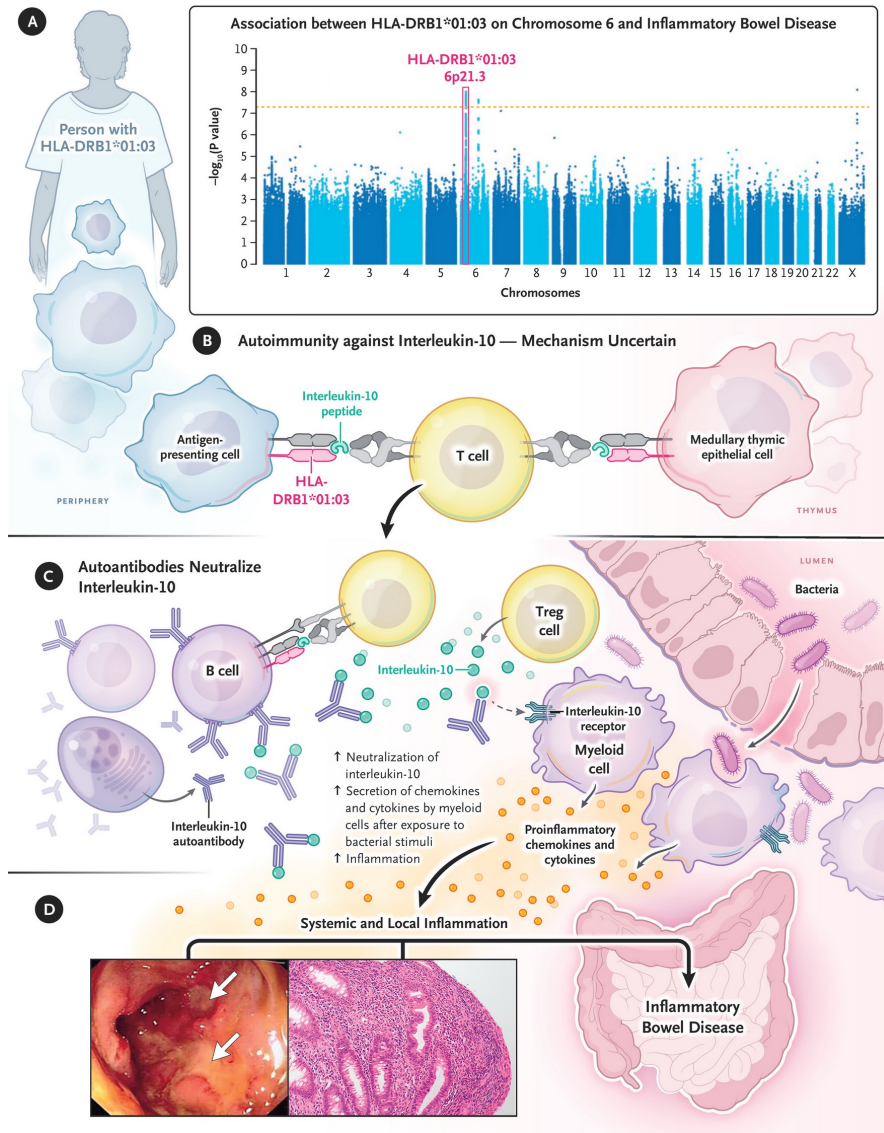 A
Association between HLA-DRB1*01:03 on Chromosome 6 and Inflammatory Bowel Disease
Person with
HLA-DRB1*01:03
HLA-DRB1*01:03
6p21.3
–log10(P value)
10
9
8
7
6
5
4
3
2
1
0
1 2 3 4 5 6 7 8 9 10 11 12 13 14 15 16 17 18 19 20 21 22 X
Chromosomes
B
Autoimmunity against Interleukin-10 — Mechanism Uncertain
Interleukin-10
peptide
Antigen-
presenting cell
T cell
Medullary thymic
epithelial cell
HLA-
DRB1*01:03
PERIPHERY
THYMUS
C
Autoantibodies Neutralize
Interleukin-10
LUMEN
Bacteria
Treg
cell
B cell
Interleukin-10
Interleukin-10
receptor
Myeloid
cell
↑ Neutralization of
interleukin-10
↑ Secretion of chemokines
and cytokines by myeloid
cells after exposure to
bacterial stimuli
↑ Inflammation
Interleukin-10
autoantibody
Proinflammatory
chemokines and
cytokines
D
Systemic and Local Inflammation
Inflammatory
Bowel Disease